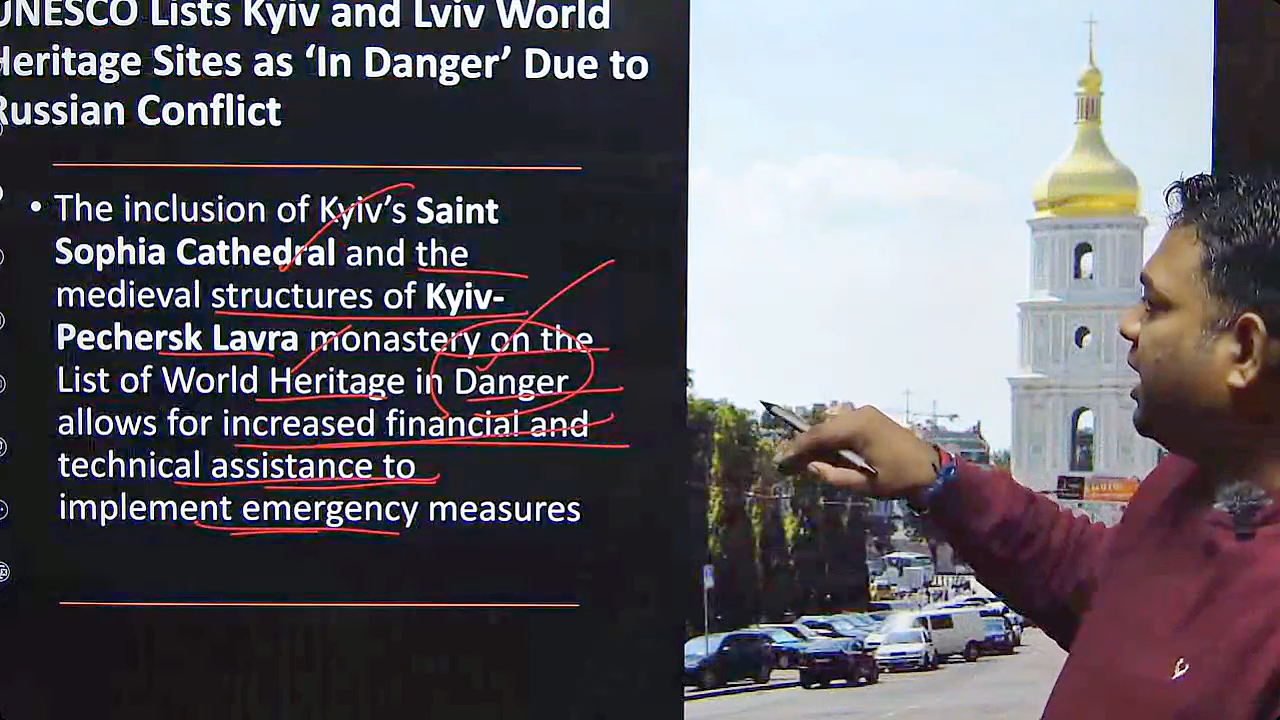 UNESCO Lists Kyiv and Lviv World
Heritage Sites as ‘In Danger’ Due to
Russian Conflict
• The inclusion of Kyiv’s Saint
Sophia Cathedral and the
medieval structures of Kyiv-
Pechersk Lavra monastery on the
List of World Heritage in Danger
allows for increased financial and
technical assistance to
implement emergency measures